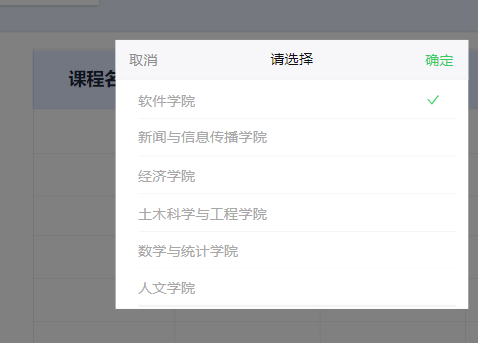 取消 请选择 确定
课程名
软件学院
新闻与信息传播学院
经济学院
土木科学与工程学院
数学与统计学院
人文学院